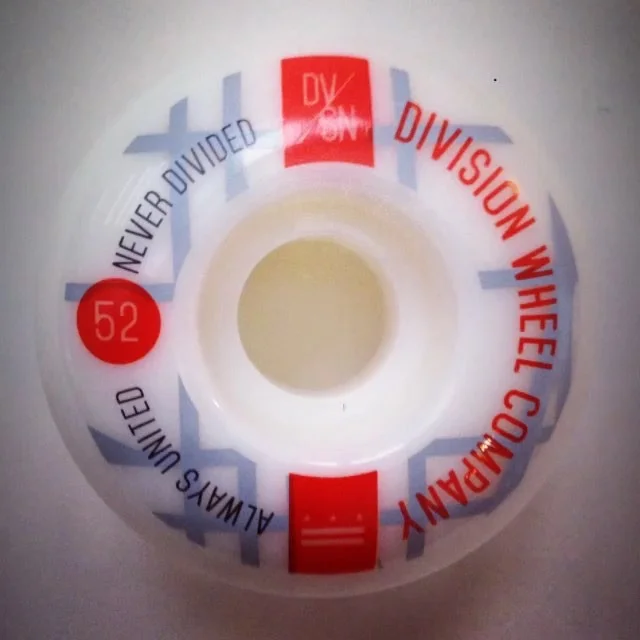 DV/
SN
DIVISION WHEEL COMPANY
NEVER DIVIDED
52
ALWAYS UNITED